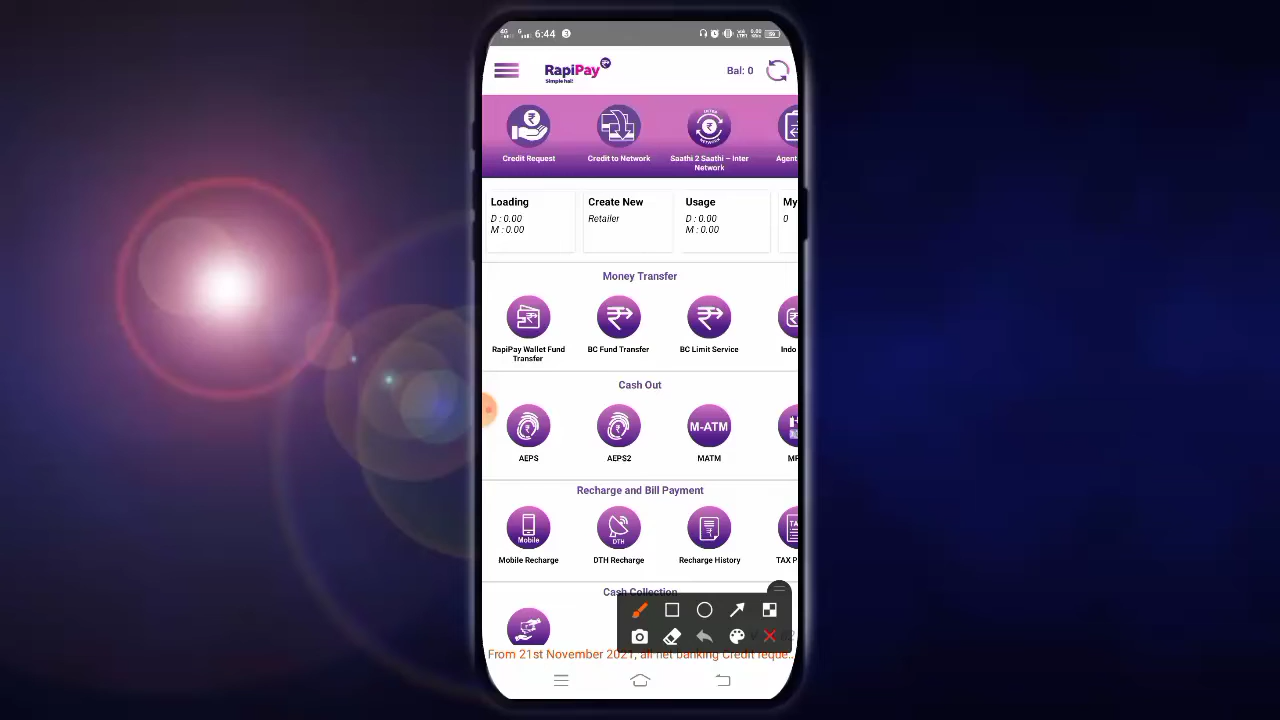 6:44
RapiPay
Simple hai!
Bal: 0
Credit Request
Credit to Network
Saathi 2 Saathi – Inter
Network
Agent
Loading
D : 0.00
M : 0.00
Create New
Retailer
Usage
D : 0.00
M : 0.00
My
0
Money Transfer
RapiPay Wallet Fund
Transfer
BC Fund Transfer
BC Limit Service
Indo
Cash Out
M-ATM
AEPS
AEPS2
MATM
Recharge and Bill Payment
Mobile
DTH
Mobile Recharge
DTH Recharge
Recharge History
TAX P
Cash Collection
From 21st November 2021, all net banking Credit reque..